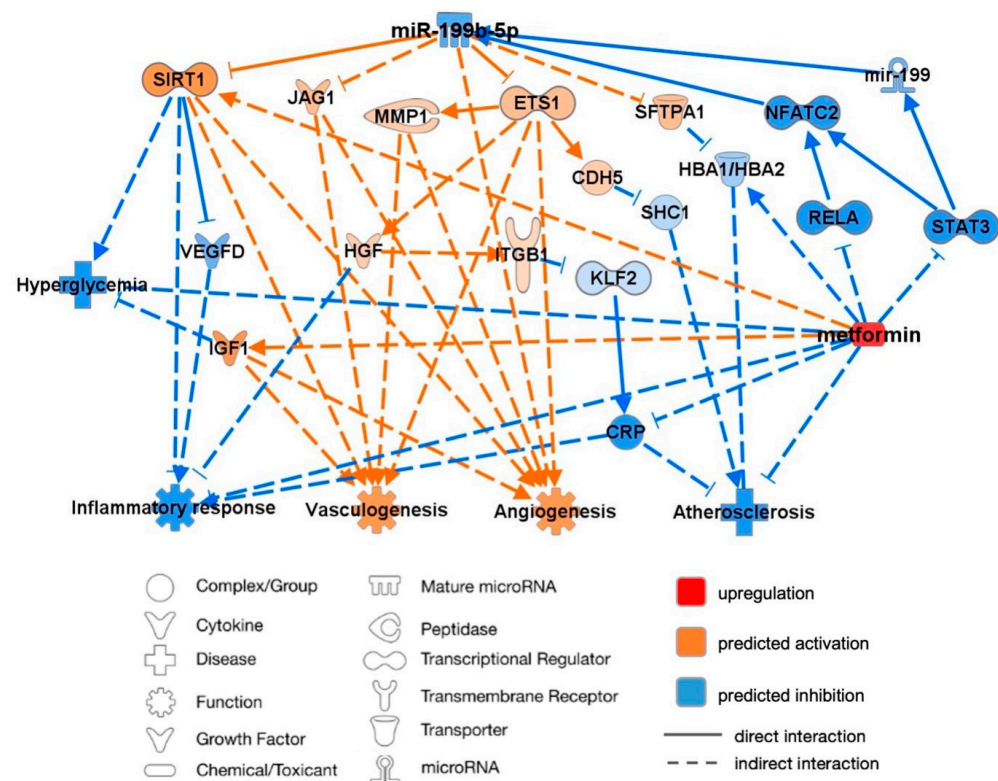 miR-199b-5p
SIRT1
mir-199
JAG1
MMP1
ETS1
SFTPA1
NFATC2
CDH5
HBA1/HBA2
SHC1
RELA
STAT3
VEGFD
HGF
ITGB1
KLF2
Hyperglycemia
metformin
IGF1
CRP
Inflammatory response
Vasculogenesis
Angiogenesis
Atherosclerosis
Complex/Group
Cytokine
Disease
Function
Growth Factor
Chemical/Toxicant
Mature microRNA
Peptidase
Transcriptional Regulator
Transmembrane Receptor
Transporter
microRNA
upregulation
predicted activation
predicted inhibition
direct interaction
indirect interaction